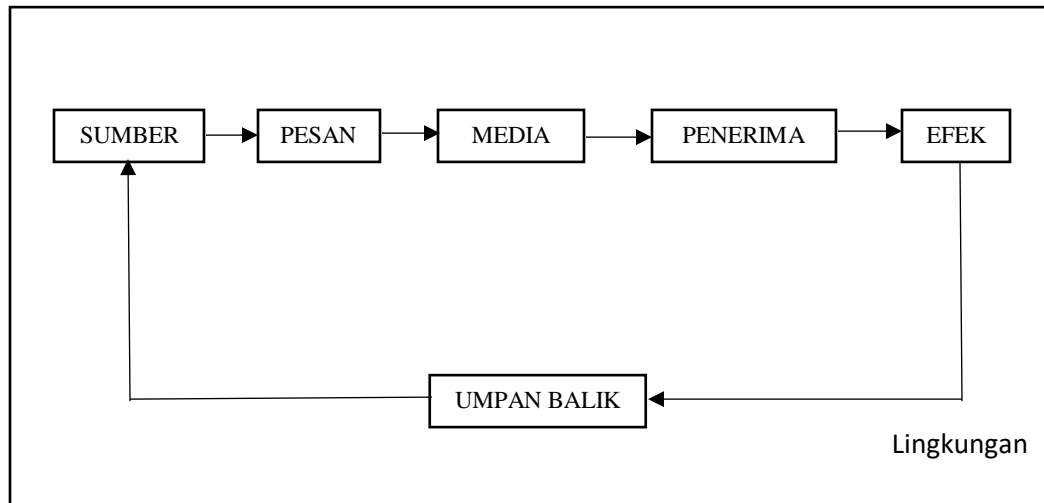 SUMBER
PESAN
MEDIA
PENERIMA
EFEK
UMPAN BALIK
Lingkungan